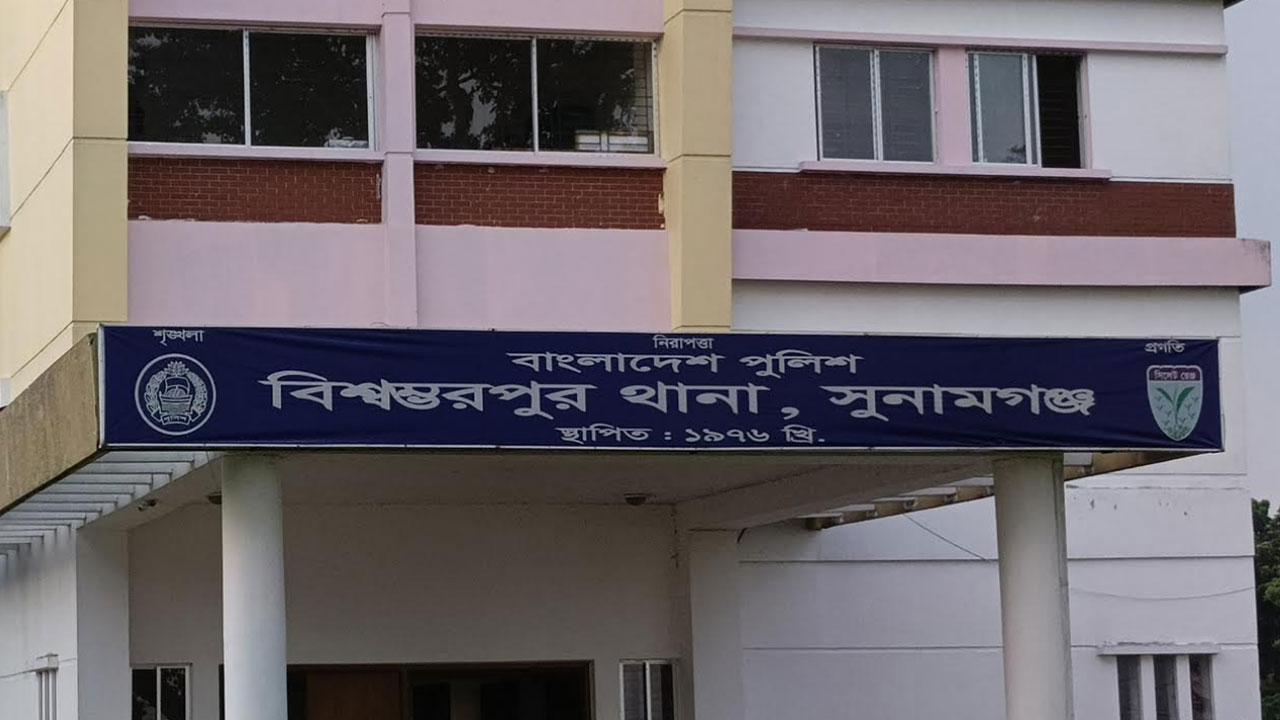 শৃঙ্খলা নিরাপত্তা প্রগতি
বাংলাদেশ পুলিশ
বিশ্বম্ভরপুর থানা, সুনামগঞ্জ
স্থাপিত : ১৯৭৬ খ্রি.
পুলিশ
সিলেট রেঞ্জ